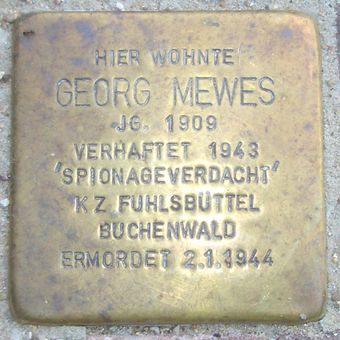 HIER WOHNTE
GEORG MEWES
JG. 1909
VERHAFTET 1943
'SPIONAGEVERDACHT'
KZ FUHLSBÜTTEL
BUCHENWALD
ERMORDET 2.1.1944